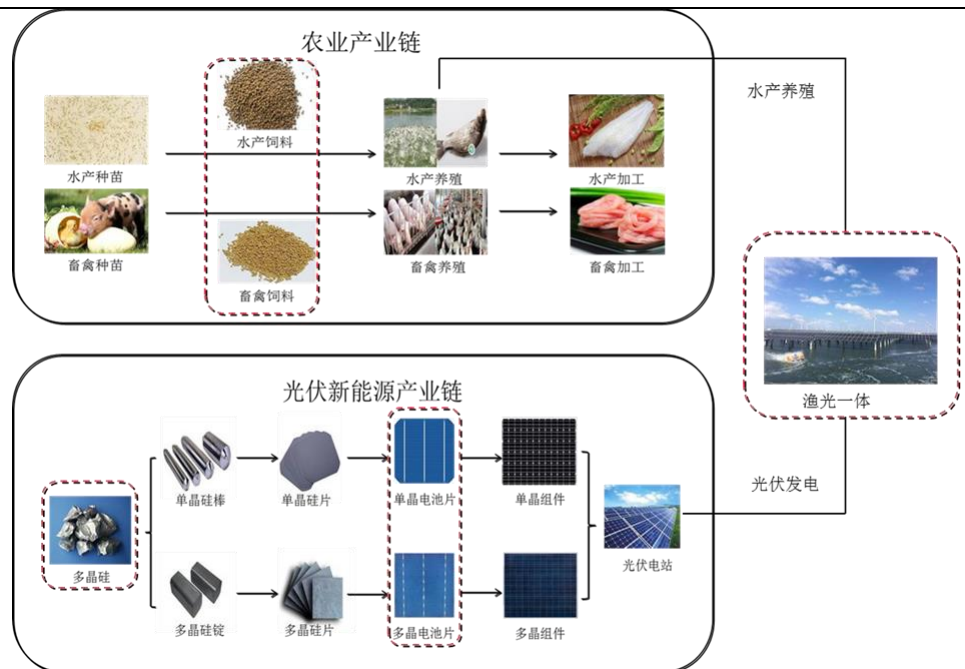 农业产业链
水产饲料
水产种苗
水产养殖
水产加工
畜禽种苗
畜禽饲料
畜禽养殖
畜禽加工
水产养殖
渔光一体
光伏新能源产业链
单晶硅棒
单晶硅片
单晶电池片
单晶组件
多晶硅
光伏电站
光伏发电
多晶硅锭
多晶硅片
多晶电池片
多晶组件